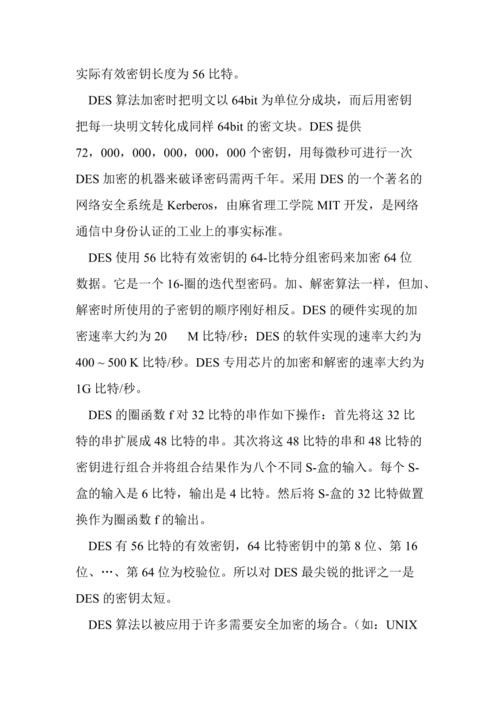 实际有效密钥长度为 56 比特。
DES 算法加密时把明文以 64bit 为单位分成块，而后用密钥
把每一块明文转化成同样 64bit 的密文块。DES 提供
72，000，000，000，000，000 个密钥，用每微秒可进行一次
DES 加密的机器来破译密码需两千年。采用 DES 的一个著名的
网络安全系统是 Kerberos，由麻省理工学院 MIT 开发，是网络
通信中身份认证的工业上的事实标准。
DES 使用 56 比特有效密钥的 64-比特分组密码来加密 64 位
数据。它是一个 16-圈的迭代型密码。加、解密算法一样，但加、
解密时所使用的子密钥的顺序刚好相反。DES 的硬件实现的加
密速率大约为 20 M 比特/秒；DES 的软件实现的速率大约为
400 ~ 500 K 比特/秒。DES 专用芯片的加密和解密的速率大约为
1G 比特/秒。
DES 的圈函数 f 对 32 比特的串作如下操作：首先将这 32 比
特的串扩展成 48 比特的串。其次将这 48 比特的串和 48 比特的
密钥进行组合并将组合结果作为八个不同 S-盒的输入。每个 S-
盒的输入是 6 比特，输出是 4 比特。然后将 S-盒的 32 比特做置
换作为圈函数 f 的输出。
DES 有 56 比特的有效密钥，64 比特密钥中的第 8 位、第 16
位、…、第 64 位为校验位。所以对 DES 最尖锐的批评之一是
DES 的密钥太短。
DES 算法以被应用于许多需要安全加密的场合。（如：UNIX